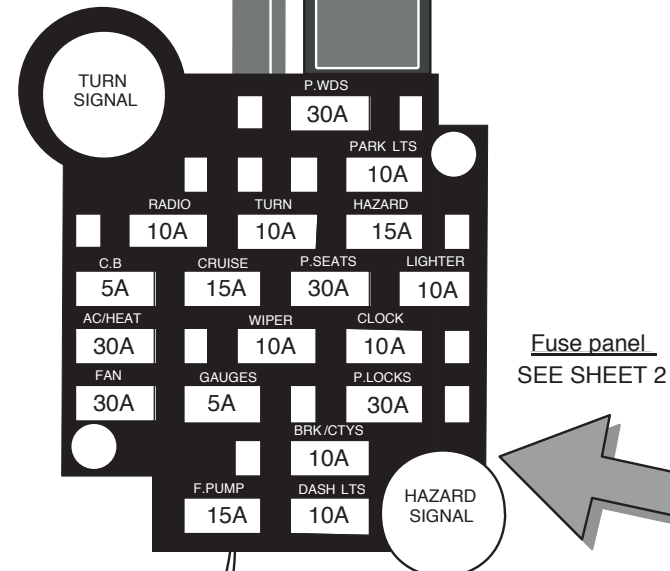 TURN
SIGNAL
P.WDS
30A
PARK LTS
10A
RADIO TURN HAZARD
10A 10A 15A
C.B CRUISE P.SEATS LIGHTER
5A 15A 30A 10A
AC/HEAT WIPER CLOCK
30A 10A 10A
FAN GAUGES P.LOCKS
30A 5A 30A
BRK/CTYS
10A
F.PUMP DASH LTS
15A 10A
HAZARD
SIGNAL
Fuse panel
SEE SHEET 2